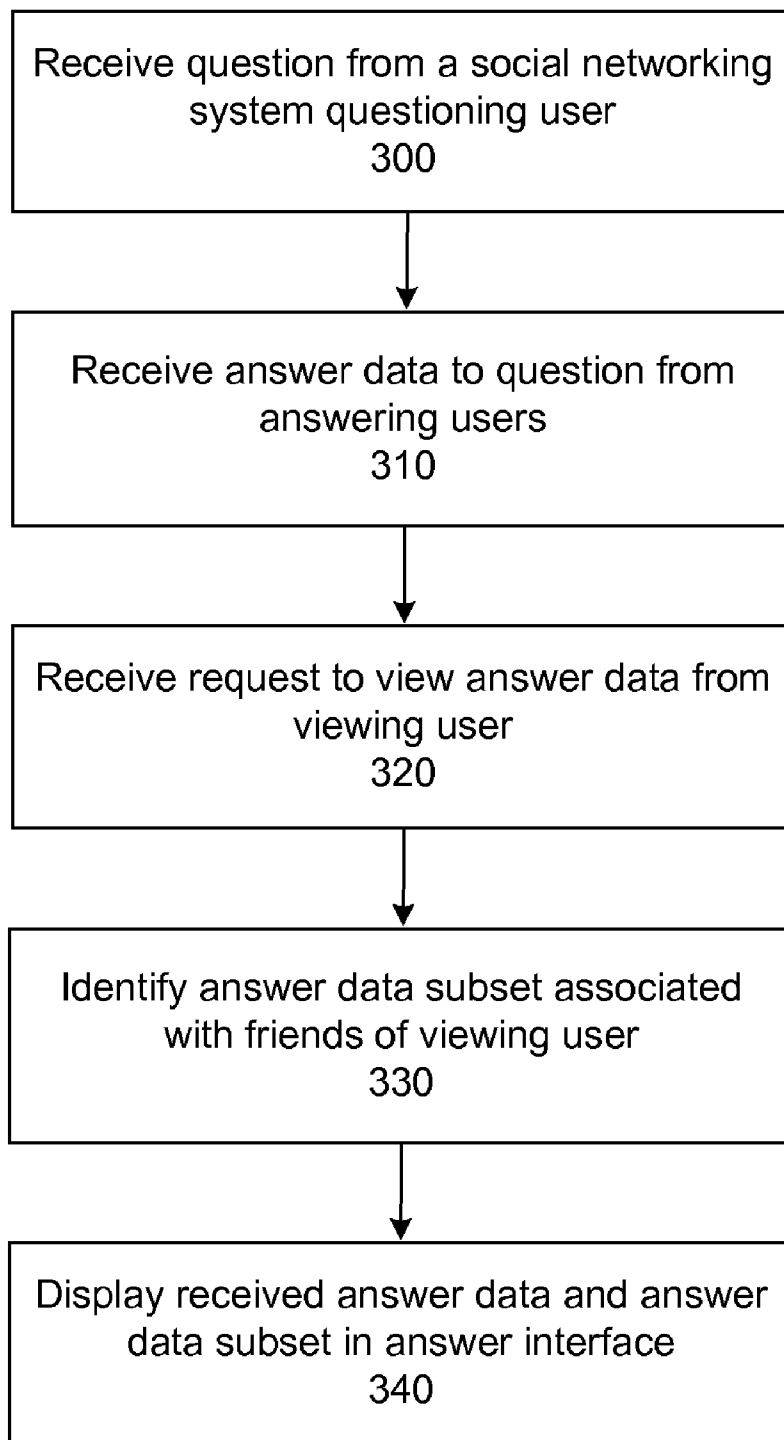 Receive question from a social networking
system questioning user
300
Receive answer data to question from
answering users
310
Receive request to view answer data from
viewing user
320
Identify answer data subset associated
with friends of viewing user
330
Display received answer data and answer
data subset in answer interface
340